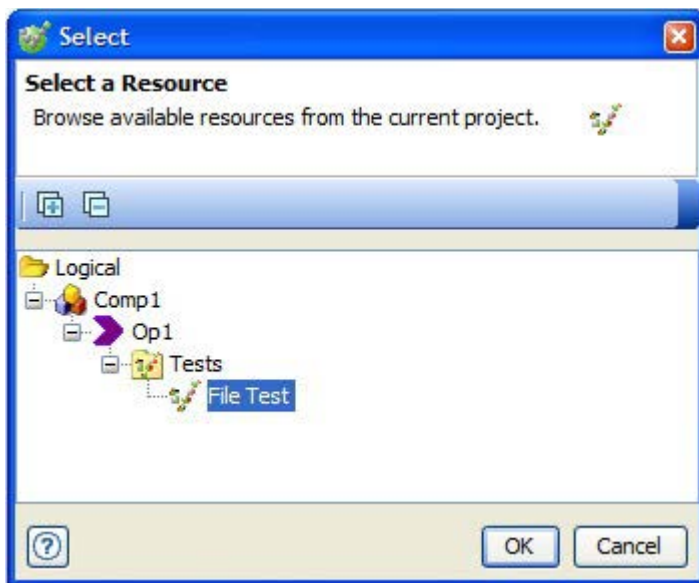 Select
Select a Resource
Browse available resources from the current project.
Logical
Comp1
Op1
Tests
File Test
OK Cancel